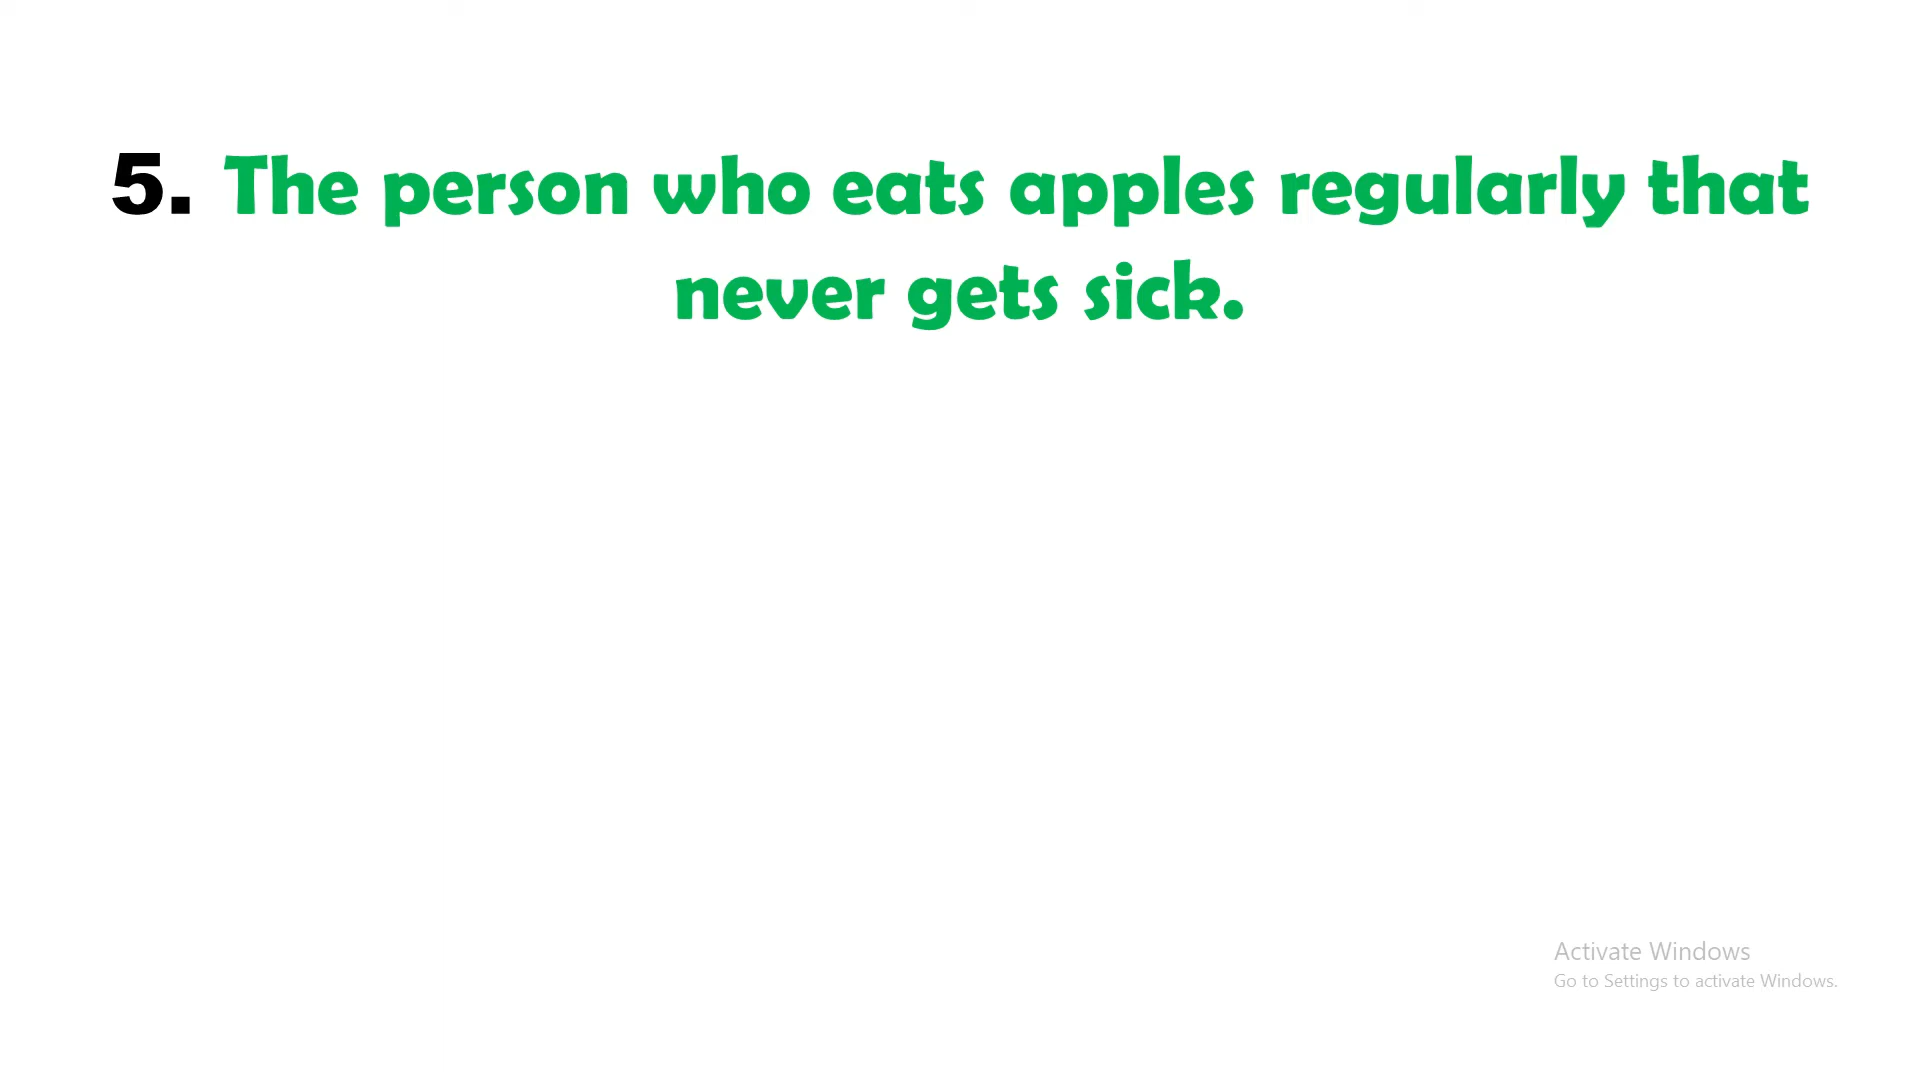 5. The person who eats apples regularly that
never gets sick.
Activate Windows
Go to Settings to activate Windows.